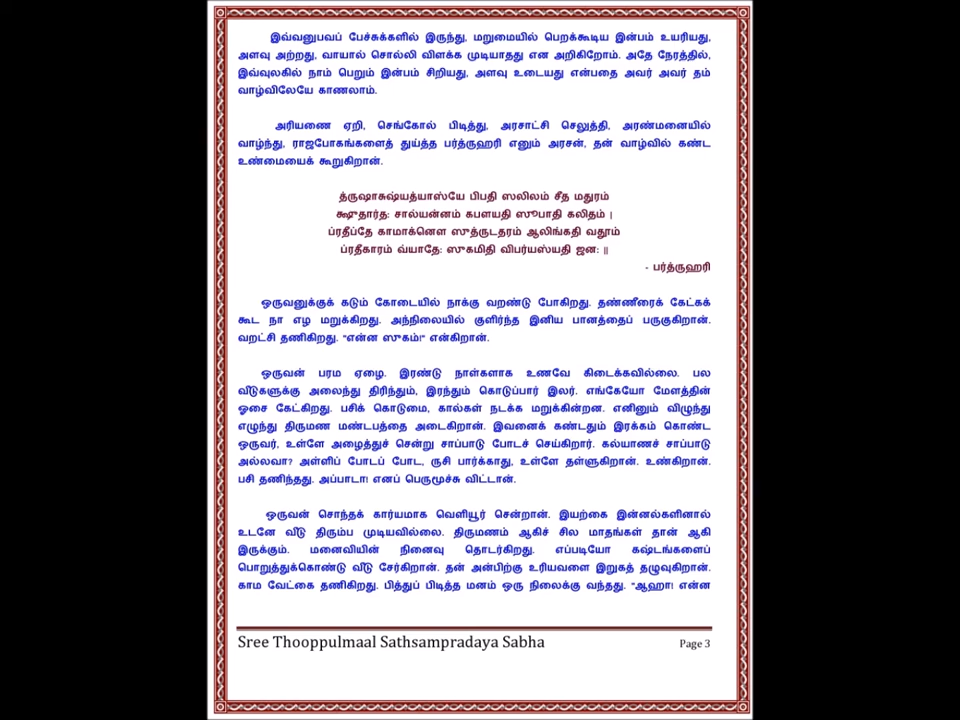 இவ்வனுபவப் பேச்சுக்களில் இருந்து, மறுமையில் பெறக்கூடிய இன்பம் உயரியது,
அளவு அற்றது, வாயால் சொல்லி விளக்க முடியாதது என அறிகிறோம். அதே நேரத்தில்,
இவ்வுலகில் நாம் பெறும் இன்பம் சிறியது, அளவு உடையது என்பதை அவர் அவர் தம்
வாழ்விலேயே காணலாம்.
அரியணை ஏறி, செங்கோல் பிடித்து, அரசாட்சி செலுத்தி, அரண்மனையில்
வாழ்ந்து, ராஜபோகங்களைத் துய்த்த பர்த்ருஹரி எனும் அரசன், தன் வாழ்வில் கண்ட
உண்மையைக் கூறுகிறான்.
த்ருஷாசுஷ்யத்யாஸ்யே பிபதி ஸலிலம் சீத மதுரம்
க்ஷுதார்த: சால்யன்னம் கபளயதி ஸூபாதி கலிதம் |
ப்ரதீப்தே காமாக்னௌ ஸுத்ருடதரம் ஆலிங்கதி வதூம்
ப்ரதீகாரம் வ்யாதே: ஸுகமிதி விபர்யஸ்யதி ஜன: ||
- பர்த்ருஹரி
ஒருவனுக்குக் கடும் கோடையில் நாக்கு வறண்டு போகிறது. தண்ணீரைக் கேட்கக்
கூட நா எழ மறுக்கிறது. அந்நிலையில் குளிர்ந்த இனிய பானத்தைப் பருகுகிறான்.
வறட்சி தணிகிறது. "என்ன ஸுகம்!" என்கிறான்.
ஒருவன் பரம ஏழை. இரண்டு நாள்களாக உணவே கிடைக்கவில்லை. பல
வீடுகளுக்கு அலைந்து திரிந்தும், இரந்தும் கொடுப்பார் இலர். எங்கேயோ மேளத்தின்
ஓசை கேட்கிறது. பசிக் கொடுமை, கால்கள் நடக்க மறுக்கின்றன. எனினும் விழுந்து
எழுந்து திருமண மண்டபத்தை அடைகிறான். இவனைக் கண்டதும் இரக்கம் கொண்ட
ஒருவர், உள்ளே அழைத்துச் சென்று சாப்பாடு போடச் செய்கிறார். கல்யாணச் சாப்பாடு
அல்லவா? அள்ளிப் போடப் போட, ருசி பார்க்காது, உள்ளே தள்ளுகிறான். உண்கிறான்.
பசி தணிந்தது. அப்பாடா! எனப் பெருமூச்சு விட்டான்.
ஒருவன் சொந்தக் கார்யமாக வெளியூர் சென்றான். இயற்கை இன்னல்களினால்
உடனே வீடு திரும்ப முடியவில்லை. திருமணம் ஆகிச் சில மாதங்கள் தான் ஆகி
இருக்கும். மனைவியின் நினைவு தொடர்கிறது. எப்படியோ கஷ்டங்களைப்
பொறுத்துக்கொண்டு வீடு சேர்கிறான். தன் அன்பிற்கு உரியவளை இறுகத் தழுவுகிறான்.
காம வேட்கை தணிகிறது. பித்துப் பிடித்த மனம் ஒரு நிலைக்கு வந்தது. "ஆஹா! என்ன
Sree Thooppulmaal Sathsampradaya Sabha Page 3